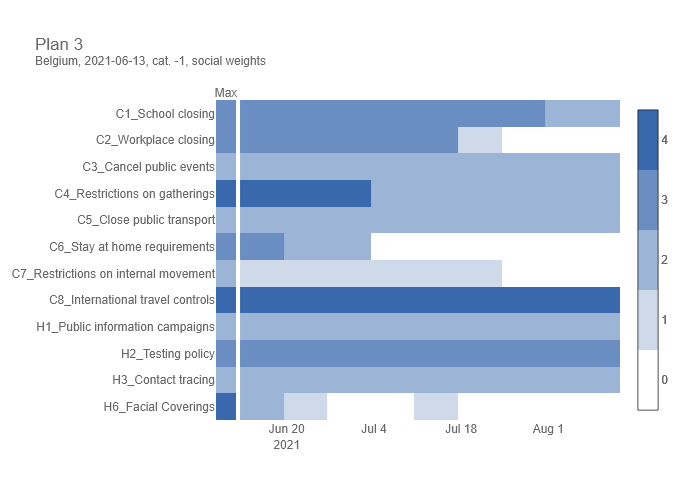 Plan 3
Belgium, 2021-06-13, cat. -1, social weights
Max
C1_School closing
C2_Workplace closing
C3_Cancel public events
C4_Restrictions on gatherings
C5_Close public transport
C6_Stay at home requirements
C7_Restrictions on internal movement
C8_International travel controls
H1_Public information campaigns
H2_Testing policy
H3_Contact tracing
H6_Facial Coverings
Jun 20 Jul 4 Jul 18 Aug 1
2021
4
3
2
1
0